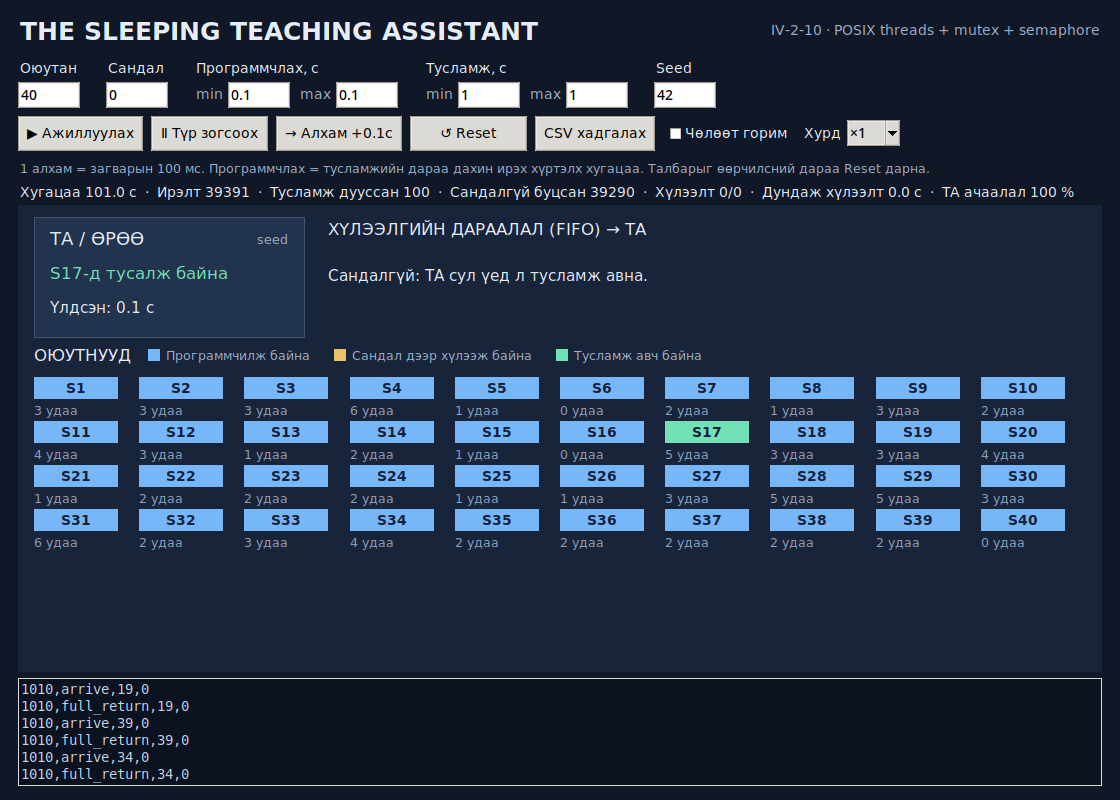 THE SLEEPING TEACHING ASSISTANT
IV-2-10 · POSIX threads + mutex + semaphore
Оюутан Сандал Программчлах, с Тусламж, с Seed
40 0 min 0.1 max 0.1 min 1 max 1 42
▶ Ажиллуулах Ⅱ Түр зогсоох → Алхам +0.1с ↺ Reset CSV хадгалах Чөлөөт горим Хурд ×1
1 алхам = загварын 100 мс. Программчлах = тусламжийн дараа дахин ирэх хүртэлх хугацаа. Талбарыг өөрчилсний дараа Reset дарна.
Хугацаа 101.0 с · Ирэлт 39391 · Тусламж дууссан 100 · Сандалгүй буцсан 39290 · Хүлээлт 0/0 · Дундаж хүлээлт 0.0 с · ТА ачаалал 100 %
ТА / ӨРӨӨ seed
S17-д тусалж байна
Үлдсэн: 0.1 с
ХҮЛЭЭЛГИЙН ДАРААЛАЛ (FIFO) → ТА
Сандалгүй: ТА сул үед л тусламж авна.
ОЮУТНУУД Программчилж байна Сандал дээр хүлээж байна Тусламж авч байна
S1 S2 S3 S4 S5 S6 S7 S8 S9 S10
3 удаа 3 удаа 3 удаа 6 удаа 1 удаа 0 удаа 2 удаа 1 удаа 3 удаа 2 удаа
S11 S12 S13 S14 S15 S16 S17 S18 S19 S20
4 удаа 3 удаа 1 удаа 2 удаа 1 удаа 0 удаа 5 удаа 3 удаа 3 удаа 4 удаа
S21 S22 S23 S24 S25 S26 S27 S28 S29 S30
1 удаа 2 удаа 2 удаа 2 удаа 1 удаа 1 удаа 3 удаа 5 удаа 5 удаа 3 удаа
S31 S32 S33 S34 S35 S36 S37 S38 S39 S40
6 удаа 2 удаа 3 удаа 4 удаа 2 удаа 2 удаа 2 удаа 2 удаа 2 удаа 0 удаа
1010,arrive,19,0
1010,full_return,19,0
1010,arrive,39,0
1010,full_return,39,0
1010,arrive,34,0
1010,full_return,34,0